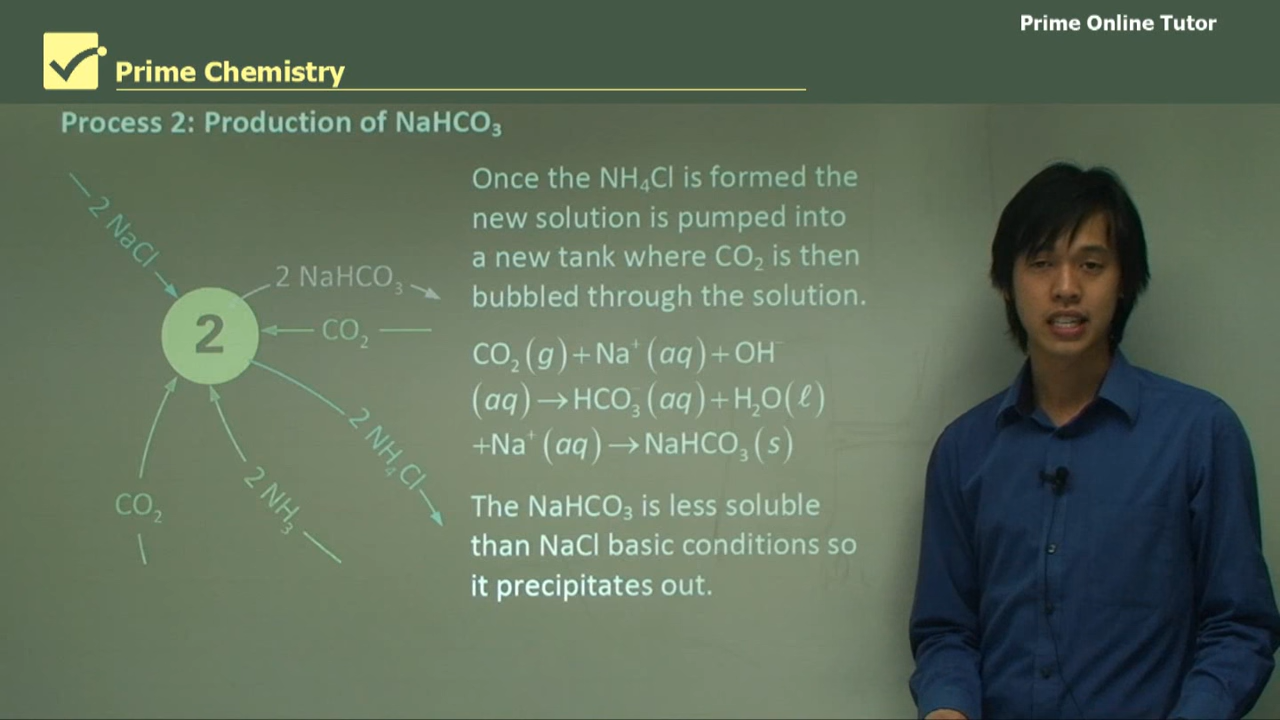 Prime Online Tutor
Prime Chemistry
Process 2: Production of NaHCO₃
2 NaCl
2 NaHCO₃
2
CO₂
2 NH₄Cl
CO₂
2 NH₃
Once the NH₄Cl is formed the
new solution is pumped into
a new tank where CO₂ is then
bubbled through the solution.
CO₂(g)+Na⁺(aq)+OH⁻
(aq)→HCO₃⁻(aq)+H₂O(ℓ)
+Na⁺(aq)→NaHCO₃(s)
The NaHCO₃ is less soluble
than NaCl basic conditions so
it precipitates out.